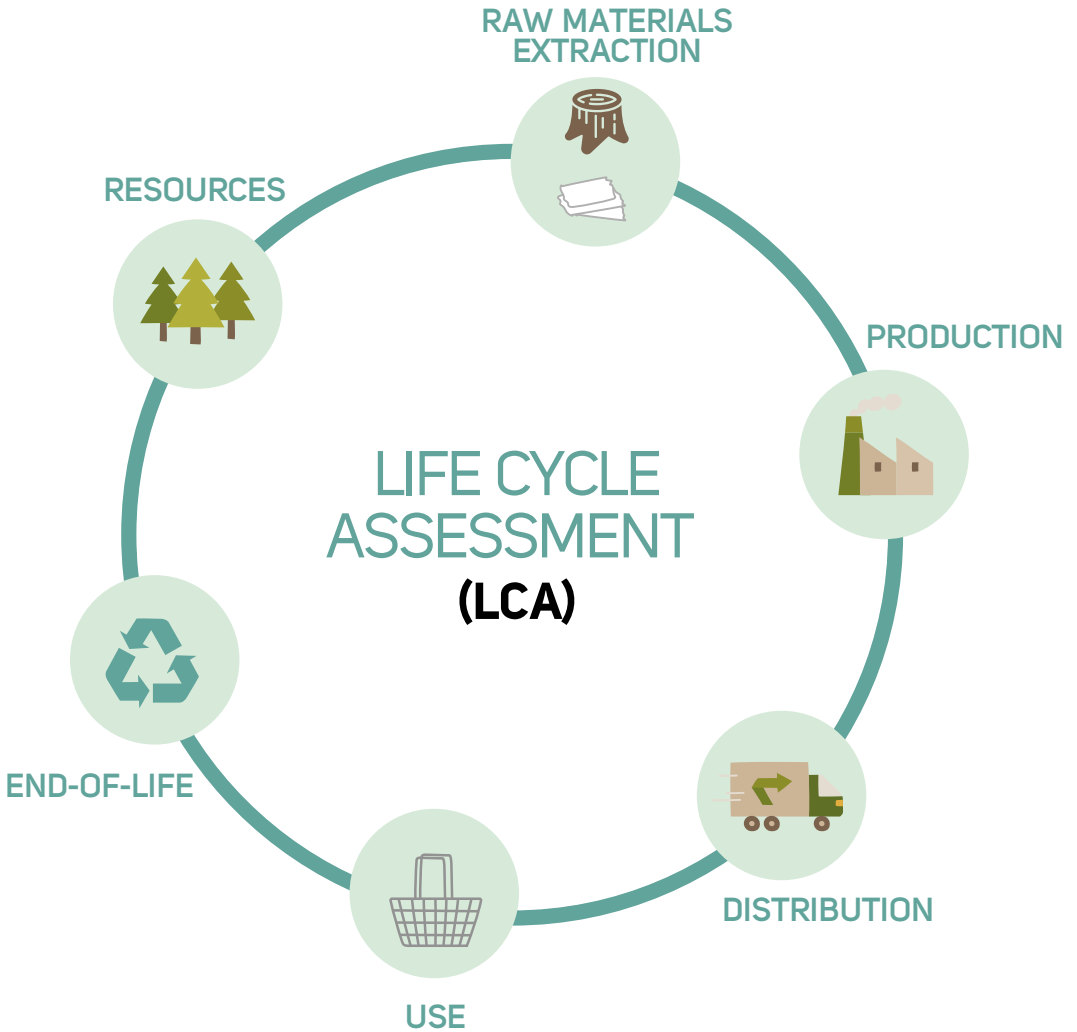 RAW MATERIALS
EXTRACTION
RESOURCES
PRODUCTION
LIFE CYCLE
ASSESSMENT
(LCA)
END-OF-LIFE
DISTRIBUTION
USE